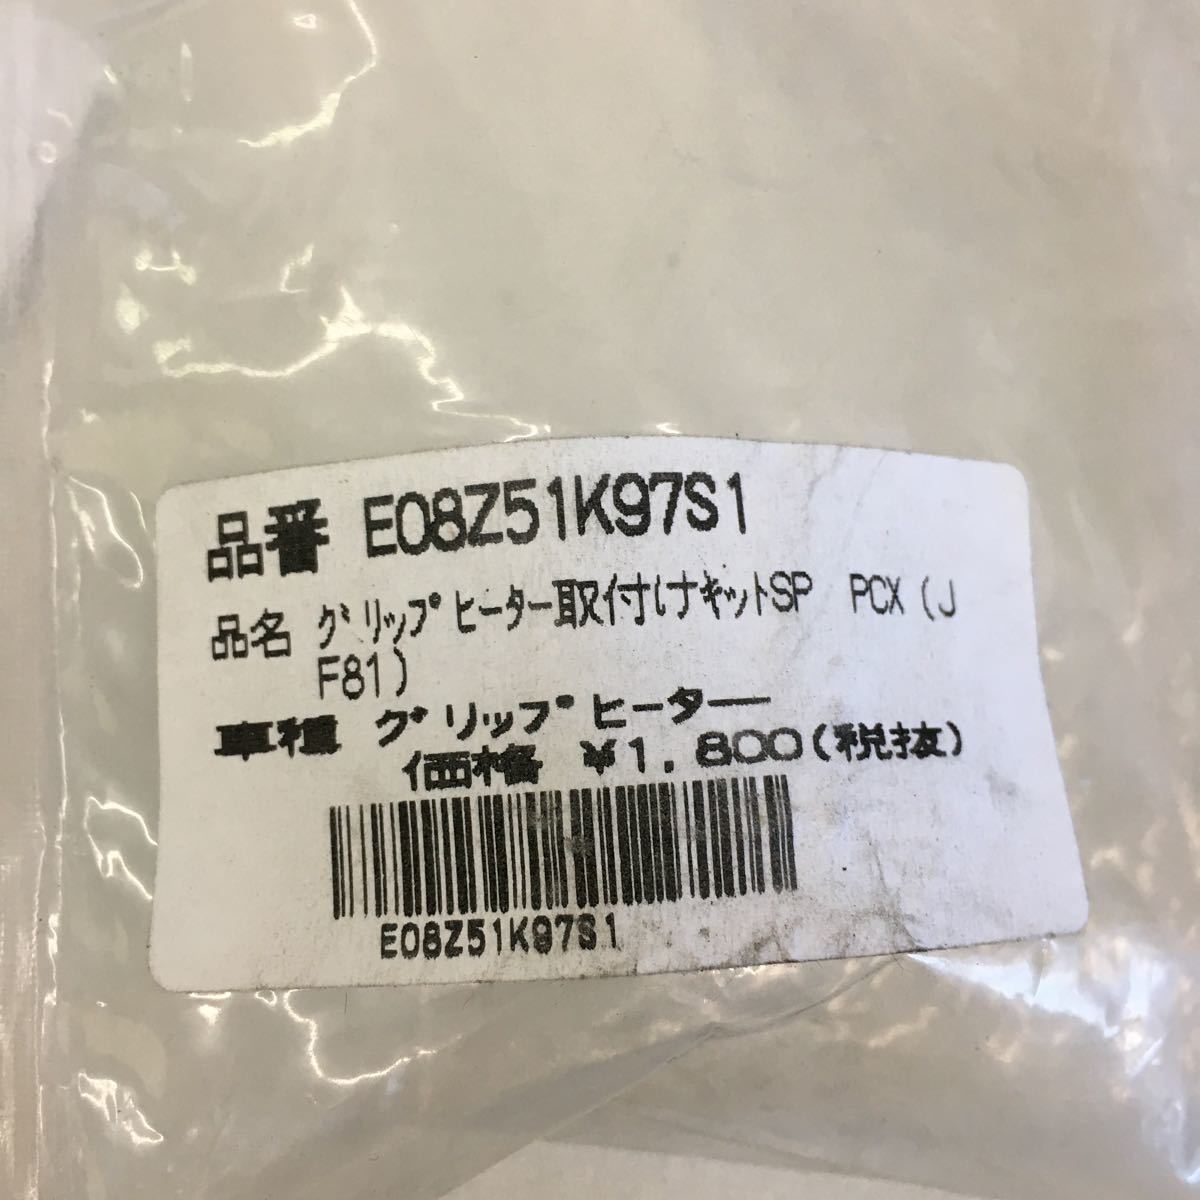 品番 E08Z51K97S1
品名 グリップヒーター取付けキットSP PCX(J
F81)
車種 グリップヒーター
価格 ¥1,800(税抜)
E08Z51K97S1